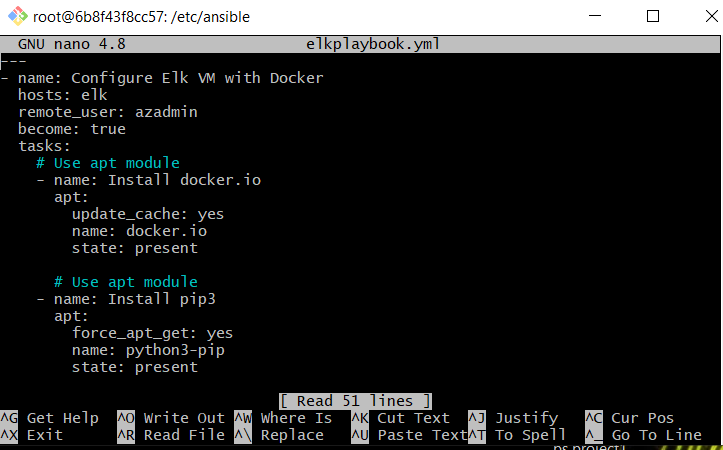 root@6b8f43f8cc57: /etc/ansible
GNU nano 4.8 elkplaybook.yml
---
- name: Configure Elk VM with Docker
  hosts: elk
  remote_user: azadmin
  become: true
  tasks:
    # Use apt module
    - name: Install docker.io
      apt:
        update_cache: yes
        name: docker.io
        state: present

      # Use apt module
    - name: Install pip3
      apt:
        force_apt_get: yes
        name: python3-pip
        state: present

[ Read 51 lines ]
^G Get Help ^O Write Out ^W Where Is ^K Cut Text ^J Justify ^C Cur Pos
^X Exit ^R Read File ^\ Replace ^U Paste Text ^T To Spell ^_ Go To Line